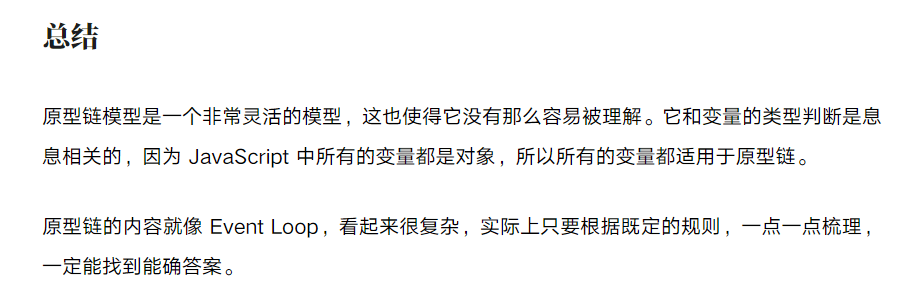 总结
原型链模型是一个非常灵活的模型，这也使得它没有那么容易被理解。它和变量的类型判断是息
息相关的，因为 JavaScript 中所有的变量都是对象，所以所有的变量都适用于原型链。
原型链的内容就像 Event Loop，看起来很复杂，实际上只要根据既定的规则，一点一点梳理，
一定能找到能确答案。